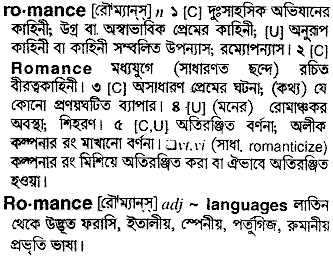 ro·mance [রৌম্যান্স্] n ১ [C] দুঃসাহসিক অভিযানের
কাহিনী; উগ্র বা অস্বাভাবিক প্রেমের কাহিনী; [U] অনুরূপ
কাহিনী বা কাহিনী সম্বলিত উপন্যাস; রম্যোপন্যাস। ২ [C]
Romance মধ্যযুগে (সাধারণত ছন্দে) রচিত
বীরত্বকাহিনী। ৩ [C] অসাধারণ প্রেমের ঘটনা; (কথ্য) যে
কোনো প্রণয়ঘটিত ব্যাপার। ৪ [U] (মনের) রোমাঞ্চকর
অবস্থা; শিহরণ। ৫ [C,U] অতিরঞ্জিত বর্ণনা; অলীক
কল্পনার রং মাখানো বর্ণনা। □vt,vi (সাধা, romanticize)
কল্পনার রং মিশিয়ে অতিরঞ্জিত করা বা ঐভাবে অতিরঞ্জিত
হওয়া।
Ro·mance [রৌম্যান্স্] adj ~ languages লাতিন
থেকে উদ্ভূত ফরাসি, ইতালীয়, স্পেনীয়, পর্তুগিজ, রুমানীয়
প্রভৃতি ভাষা।